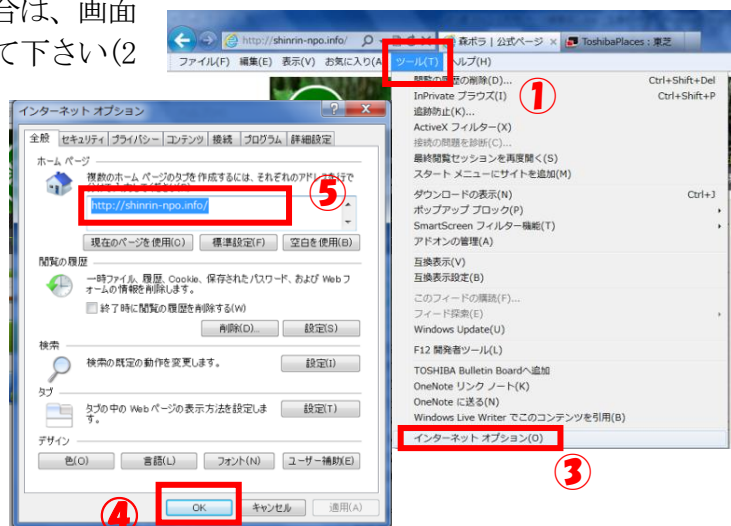 合は、画面
て下さい(2
http://shinrin-npo.info/
森ボラ | 公式ページ ×
ToshibaPlaces : 東芝
ファイル(F) 編集(E) 表示(V) お気に入り(A ツール(T) ヘルプ(H)
①
閲覧の履歴の削除(D)... Ctrl+Shift+Del
InPrivate ブラウズ(I) Ctrl+Shift+P
追跡防止(K)...
ActiveX フィルター(X)
接続の問題を診断(C)...
最終閲覧セッションを再度開く(S)
スタート メニューにサイトを追加(M)
ダウンロードの表示(N) Ctrl+J
ポップアップ ブロック(P)
SmartScreen フィルター機能(T)
アドオンの管理(A)
互換表示(V)
互換表示設定(B)
このフィードの購読(F)...
フィード探索(E)
Windows Update(U)
F12 開発者ツール(L)
TOSHIBA Bulletin Boardへ追加
OneNote リンク ノート(K)
OneNote に送る(N)
Windows Live Writer でこのコンテンツを引用(B)
インターネット オプション(O)
③
インターネット オプション
全般 セキュリティ プライバシー コンテンツ 接続 プログラム 詳細設定
ホーム ページ
複数のホーム ページのタブを作成するには、それぞれのアドレスを行で
⑤
http://shinrin-npo.info/
現在のページを使用(C) 標準設定(F) 空白を使用(B)
閲覧の履歴
一時ファイル、履歴、Cookie、保存されたパスワード、および Web フ
ォームの情報を削除します。
終了時に閲覧の履歴を削除する(W)
削除(D)... 設定(S)
検索
検索の既定の動作を変更します。 設定(I)
タブ
タブの中の Web ページの表示方法を設定しま
す。 設定(T)
デザイン
色(O) 言語(L) フォント(N) ユーザー補助(E)
④
OK キャンセル 適用(A)